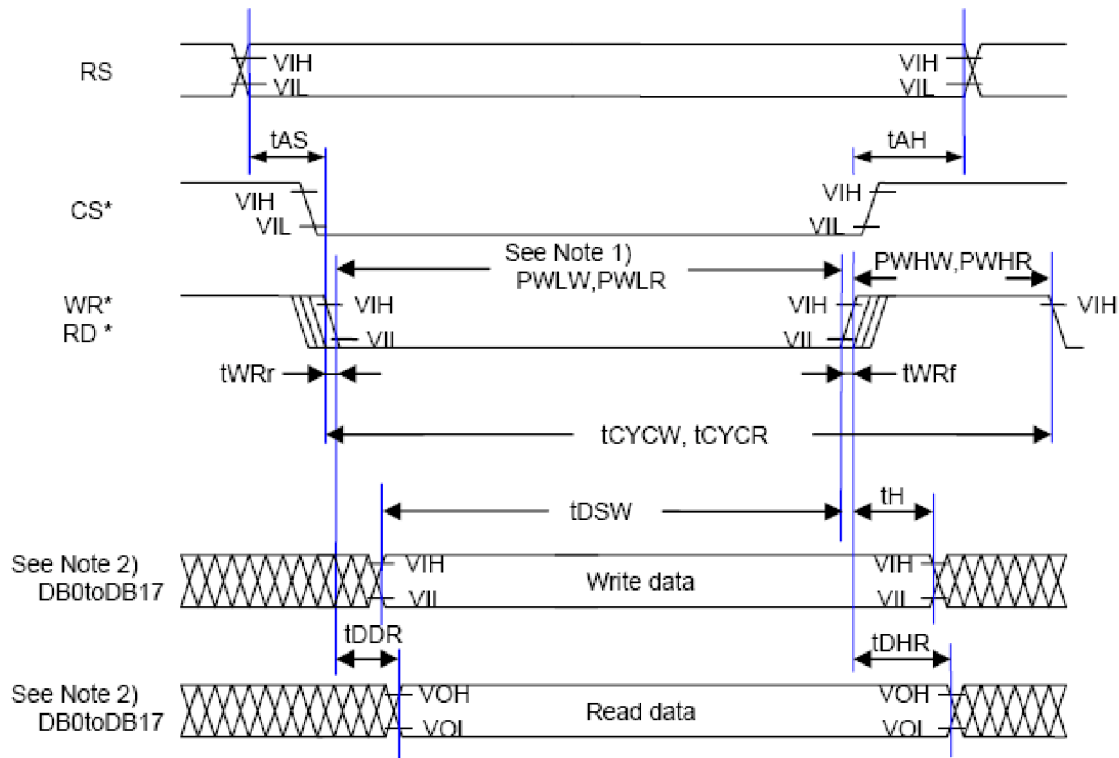 RS
VIH
VIL
VIH
VIL
tAS
tAH
CS*
VIH
VIL
VIH
VIL
See Note 1)
PWLW,PWLR
PWHW,PWHR
WR*
RD *
VIH
VIL
VIH
VIL
VIH
tWRr
tWRf
tCYCW, tCYCR
tDSW
tH
See Note 2)
DB0toDB17
VIH
VIL
Write data
VIH
VIL
tDDR
tDHR
See Note 2)
DB0toDB17
VOH
VOL
Read data
VOH
VOL